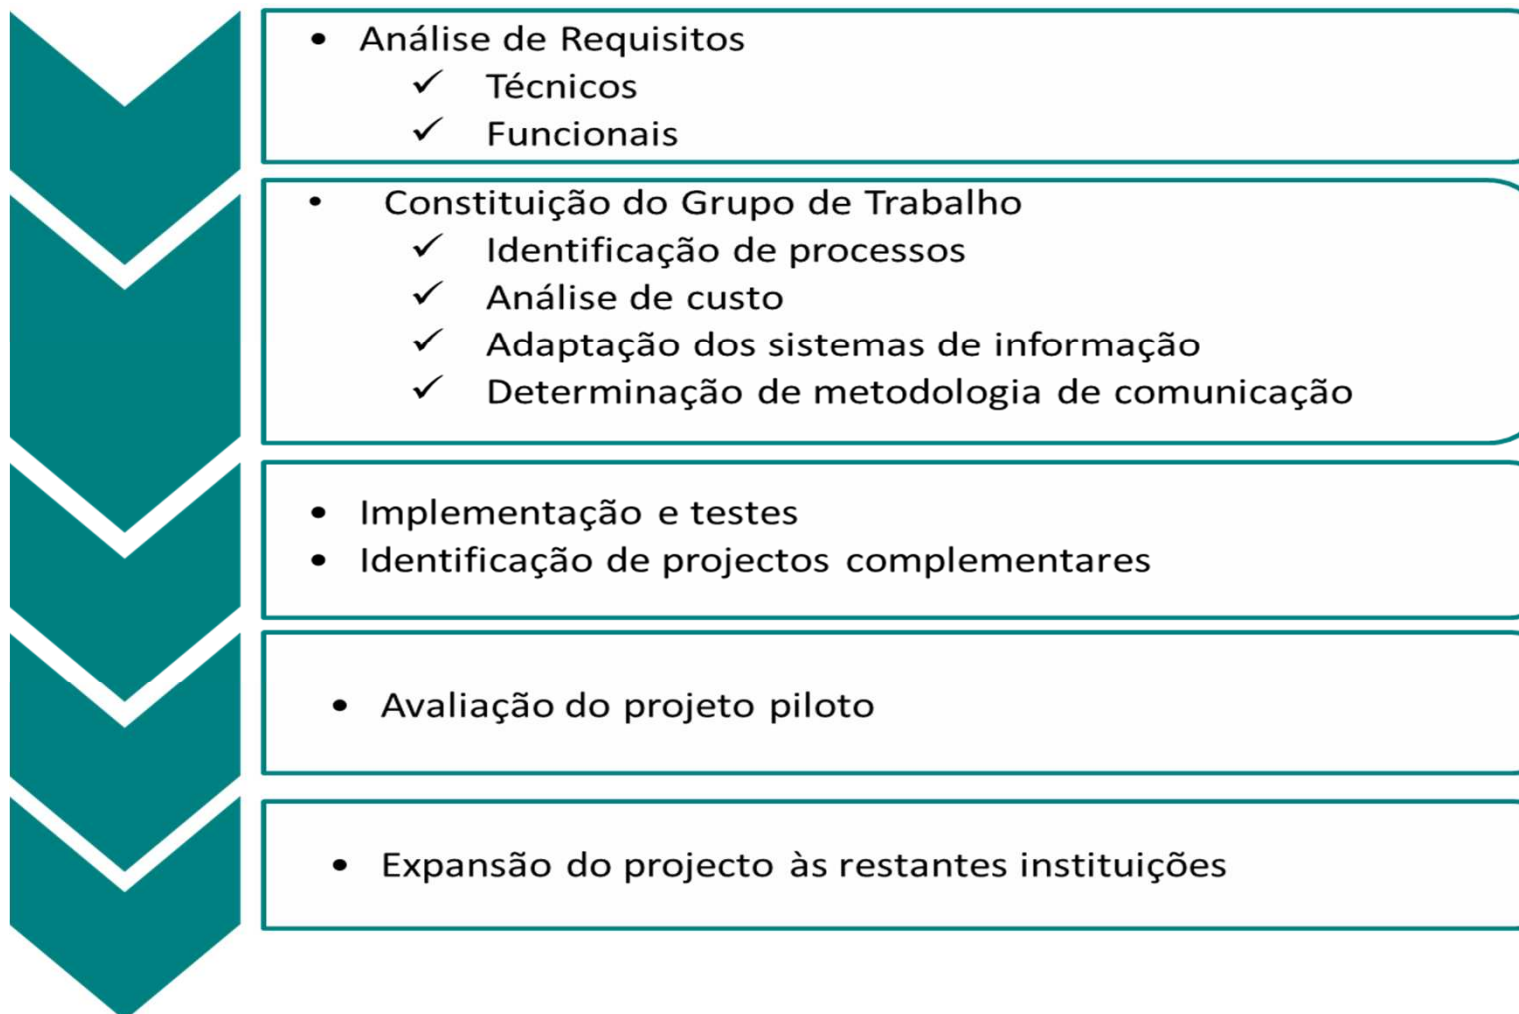 • Análise de Requisitos
✓ Técnicos
✓ Funcionais
• Constituição do Grupo de Trabalho
✓ Identificação de processos
✓ Análise de custo
✓ Adaptação dos sistemas de informação
✓ Determinação de metodologia de comunicação
• Implementação e testes
• Identificação de projectos complementares
• Avaliação do projeto piloto
• Expansão do projecto às restantes instituições